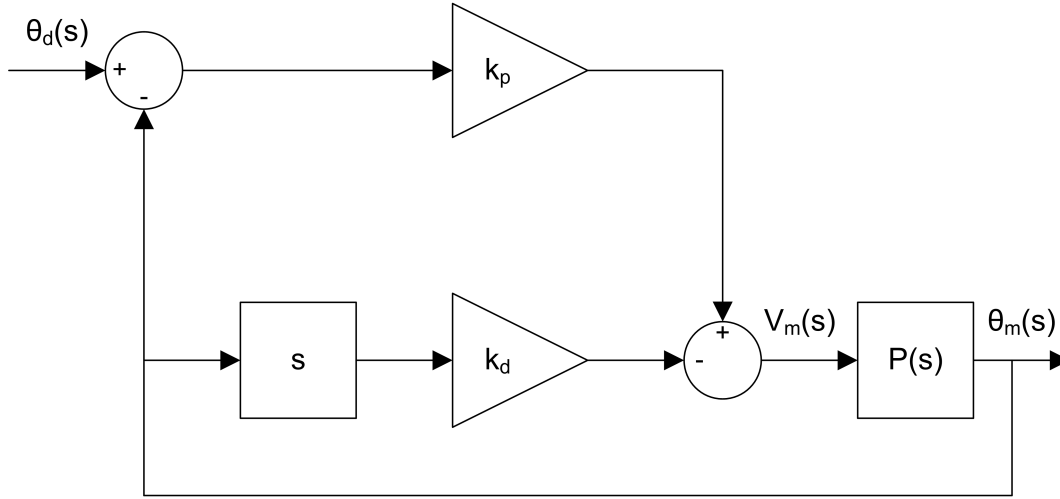 θd(s)
+
-
kp
s
kd
+
-
Vm(s)
P(s)
θm(s)